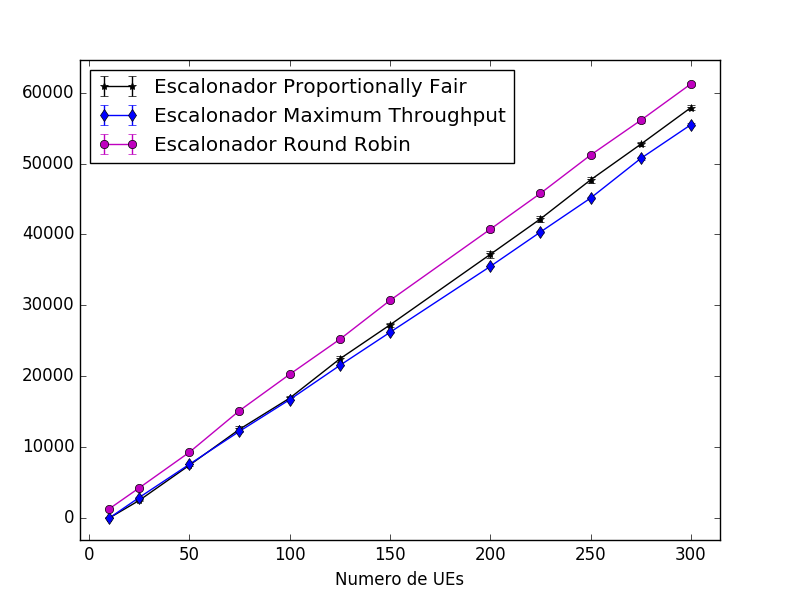 Escalonador Proportionally Fair
Escalonador Maximum Throughput
Escalonador Round Robin
60000
50000
40000
30000
20000
10000
0
0 50 100 150 200 250 300
Numero de UEs